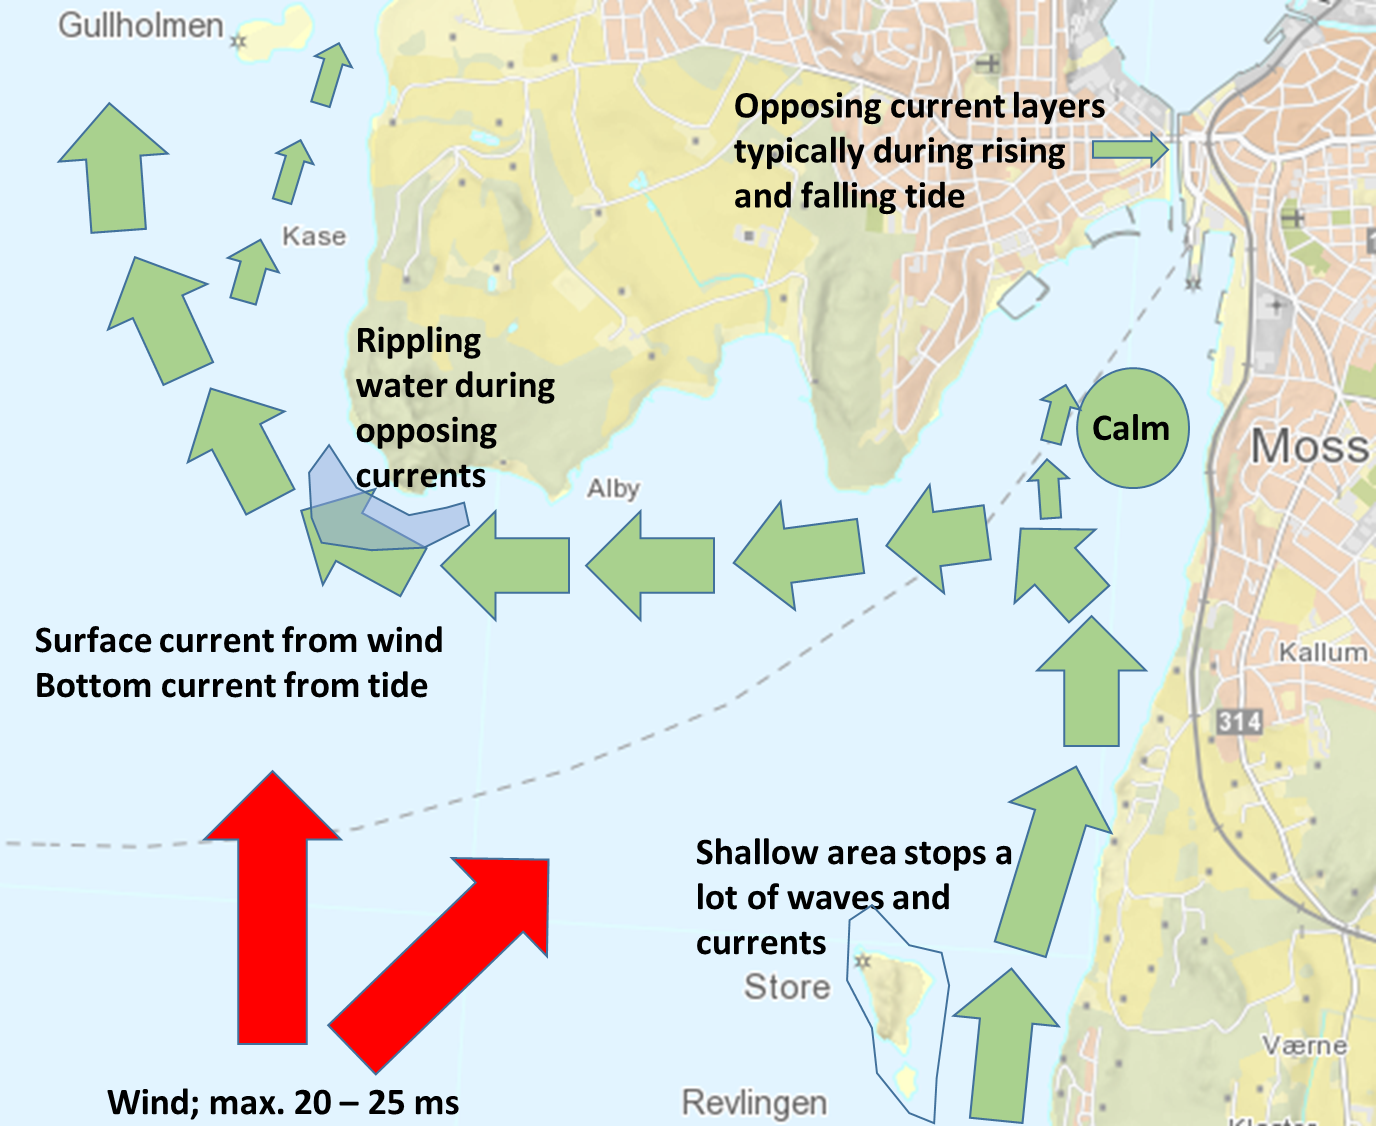 Gullholmen
Opposing current layers
typically during rising
and falling tide
Kase
Rippling
water during
opposing
currents
Calm
Moss
Alby
Surface current from wind
Bottom current from tide
Kallum
314
Shallow area stops a
lot of waves and
currents
Store
Værne
Wind; max. 20 – 25 ms
Revlingen